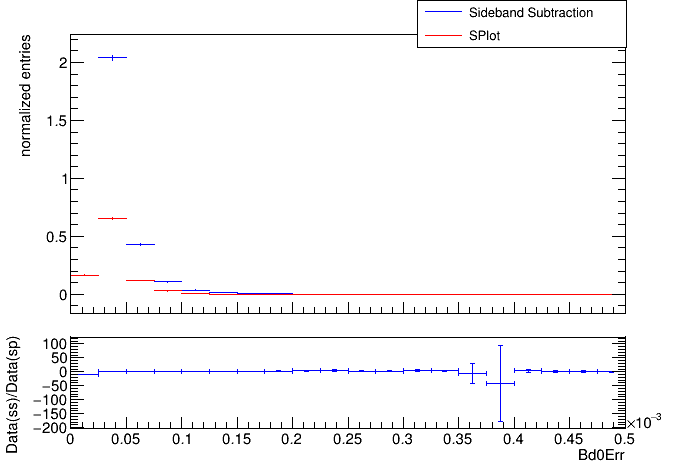 Sideband Subtraction
SPlot
normalized entries
2
1.5
1
0.5
0
Data(ss)/Data(sp)
100
50
0
−50
−100
−150
−200
0 0.05 0.1 0.15 0.2 0.25 0.3 0.35 0.4 0.45 0.5
×10⁻³
Bd0Err